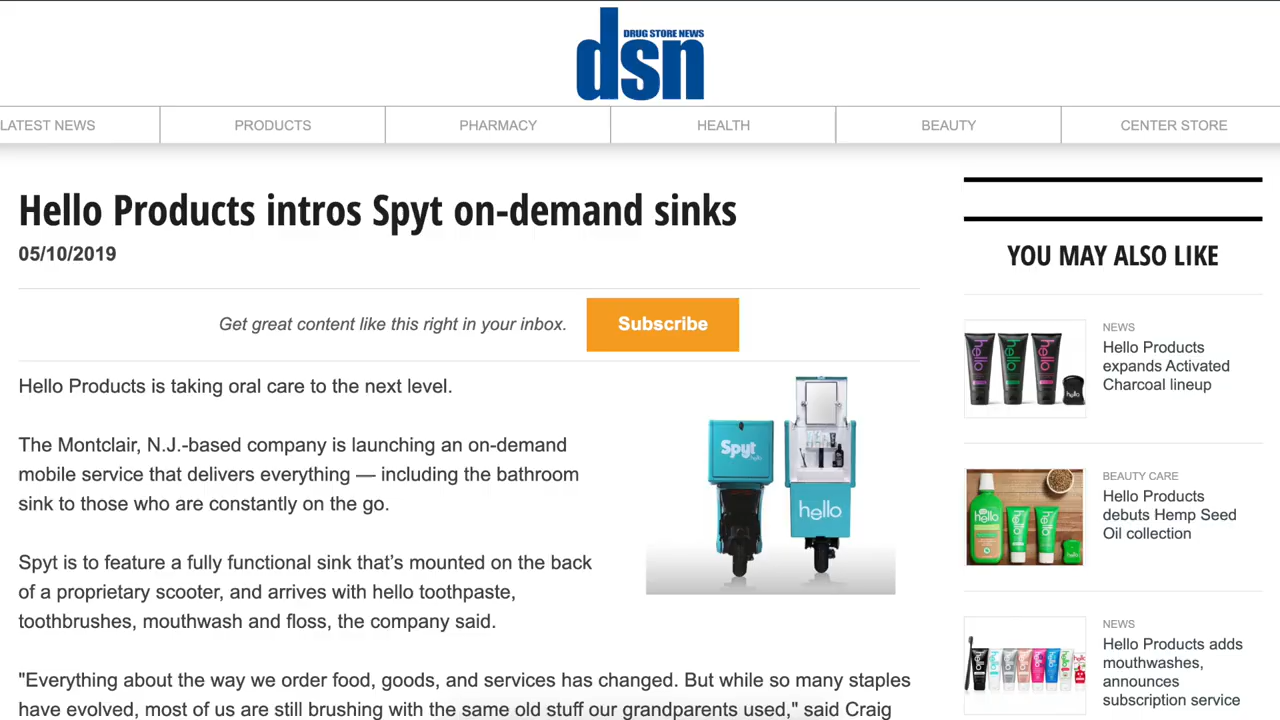 DRUG STORE NEWS
dsn
LATEST NEWS
PRODUCTS
PHARMACY
HEALTH
BEAUTY
CENTER STORE
Hello Products intros Spyt on-demand sinks
05/10/2019
Get great content like this right in your inbox.
Subscribe
Hello Products is taking oral care to the next level.
The Montclair, N.J.-based company is launching an on-demand
mobile service that delivers everything — including the bathroom
sink to those who are constantly on the go.
Spyt is to feature a fully functional sink that’s mounted on the back
of a proprietary scooter, and arrives with hello toothpaste,
toothbrushes, mouthwash and floss, the company said.
"Everything about the way we order food, goods, and services has changed. But while so many staples
have evolved, most of us are still brushing with the same old stuff our grandparents used," said Craig
Spyt
hello
YOU MAY ALSO LIKE
hello
hello
hello
hello
NEWS
Hello Products
expands Activated
Charcoal lineup
hello
hello
hello
hello
BEAUTY CARE
Hello Products
debuts Hemp Seed
Oil collection
NEWS
Hello Products adds
mouthwashes,
announces
subscription service